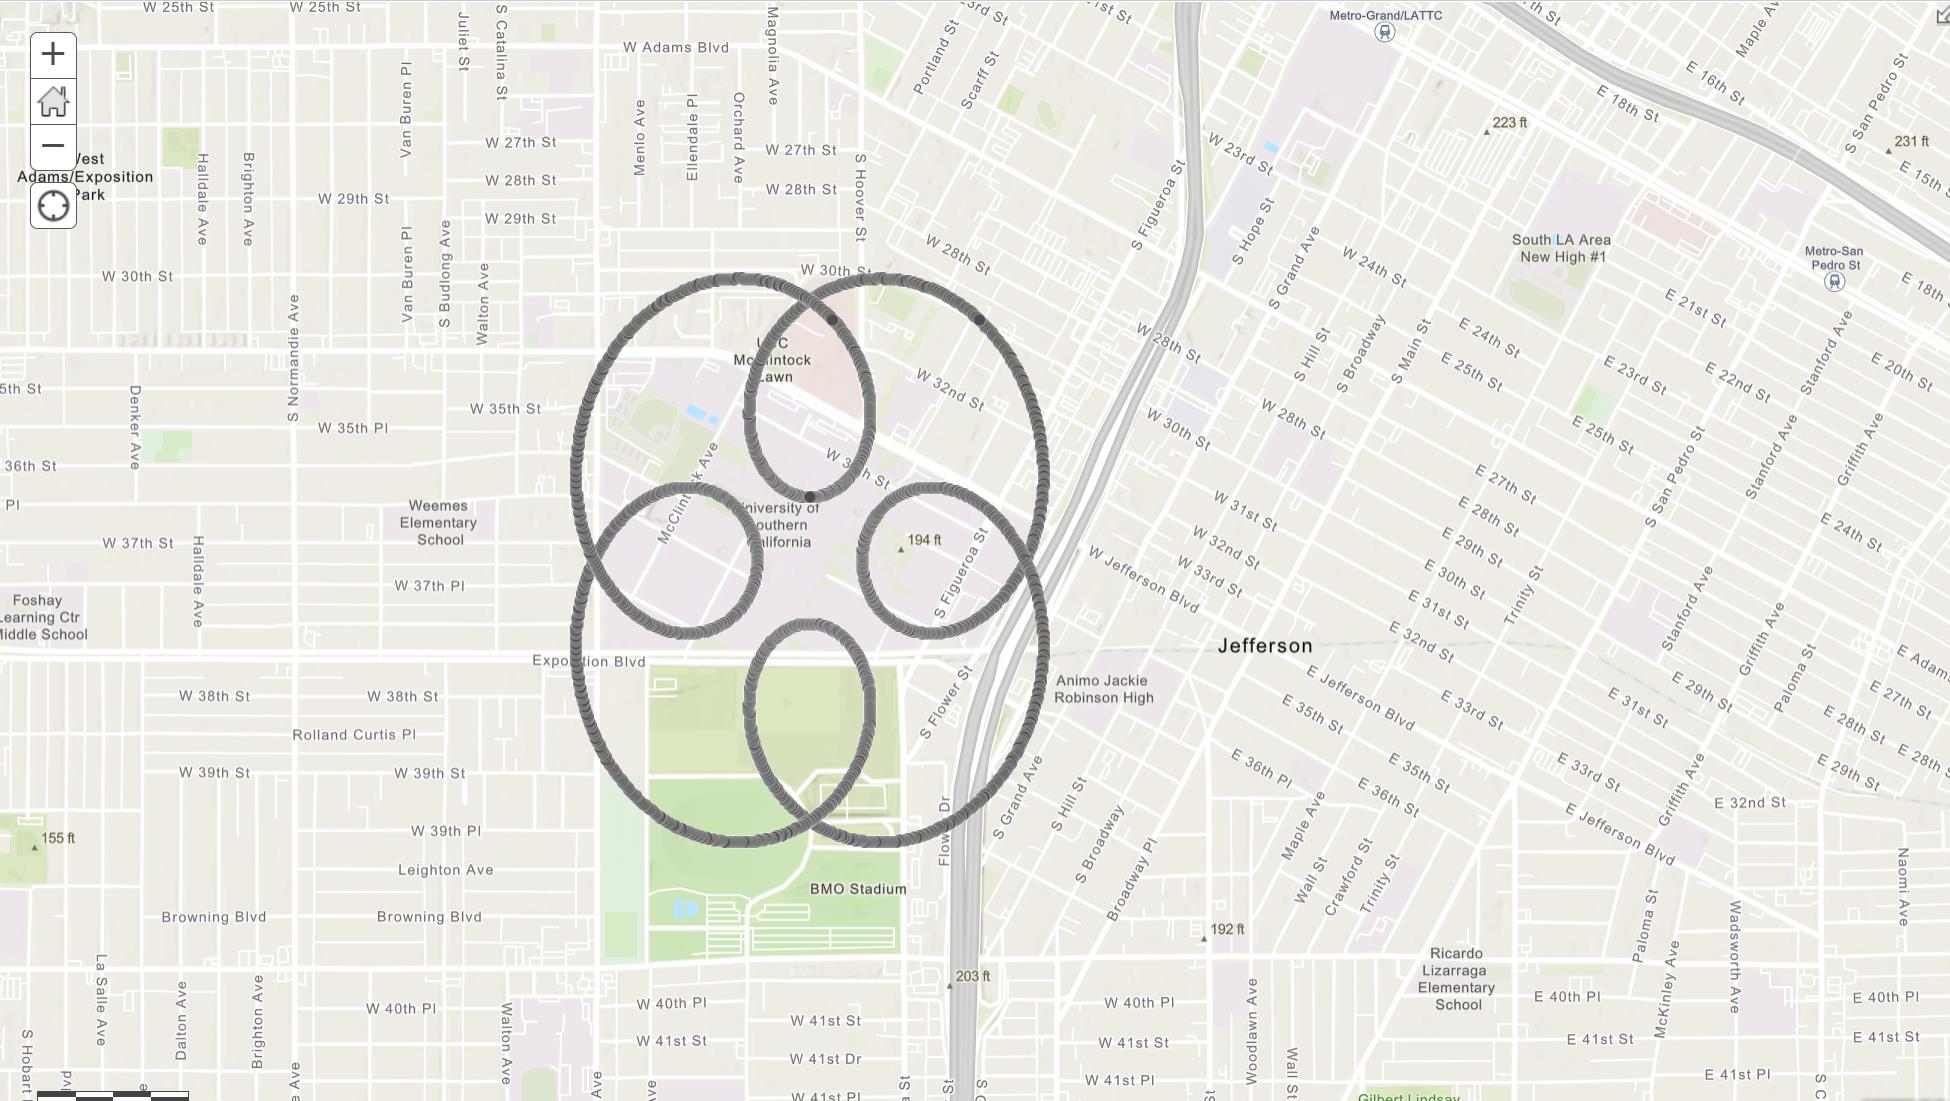 W 25th St
W 25th St
Juliet St
S Catalina St
Magnolia Ave
Metro-Grand/LATTC
W Adams Blvd
Portland St
Scarff St
Maple Av
E 16th St
E 18th St
S San Pedro St
223 ft
231 ft
E 15th
Van Buren Pl
Menlo Ave
Ellendale Pl
Orchard Ave
W 27th St
W 27th St
W 23rd St
Adams/Exposition
Park
Halldale Ave
Brighton Ave
W 28th St
W 28th St
S Hoover St
S Figueroa St
W 29th St
W 29th St
S Hope St
South LA Area
New High #1
Metro-San
Pedro St
W 28th St
W 24th St
S Grand Ave
W 30th St
W 30th St
Van Buren Pl
S Budlong Ave
Walton Ave
E 18th
E 21st St
S Normandie Ave
W 28th St
S Hill St
S Broadway
S Main St
E 24th St
Stanford Ave
McClintock
Lawn
E 25th St
E 23rd St
E 22nd St
E 20th St
5th St
Denker Ave
W 35th St
W 32nd St
W 30th St
W 28th St
W 35th Pl
E 25th St
36th St
McClintock Ave
S San Pedro St
Stanford Ave
Griffith Ave
E 27th St
Pl
Weemes
Elementary
School
University of
Southern
California
W 31st St
E 28th St
E 24th St
194 ft
W 37th St
Halldale Ave
S Figueroa St
W 32nd St
E 29th St
W Jefferson Blvd
W 33rd St
E 30th St
W 37th Pl
Trinity St
Stanford Ave
E 31st St
Foshay
Learning Ctr
Middle School
E 32nd St
Griffith Ave
Jefferson
Exposition Blvd
Paloma St
E Adams
W 38th St
W 38th St
S Flower St
Animo Jackie
Robinson High
E Jefferson Blvd
E 29th St
E 27th St
E 35th St
E 33rd St
E 31st St
E 28th St
Rolland Curtis Pl
E 28th
W 39th St
W 39th St
E 36th Pl
E 35th St
E 33rd St
E 29th St
E 36th St
S Grand Ave
S Hill St
Griffith Ave
E 32nd St
W 39th Pl
155 ft
S Broadway
Maple Ave
E Jefferson Blvd
Leighton Ave
BMO Stadium
Broadway Pl
Wall St
Crawford St
Trinity St
Naomi Ave
Browning Blvd
Browning Blvd
192 ft
Paloma St
Wadsworth Ave
203 ft
Ricardo
Lizarraga
Elementary
School
La Salle Ave
Dalton Ave
Brighton Ave
W 40th Pl
Walton Ave
W 40th Pl
W 40th Pl
Woodlawn Ave
E 40th Pl
McKinley Ave
E 40th Pl
W 41st St
S Hobart
W 41st St
W 41st St
E 41st St
E 41st St
W 41st Dr
Wall St
W 41st Pl
E 41st Pl
W 41st Pl
Gilbert Lindsay